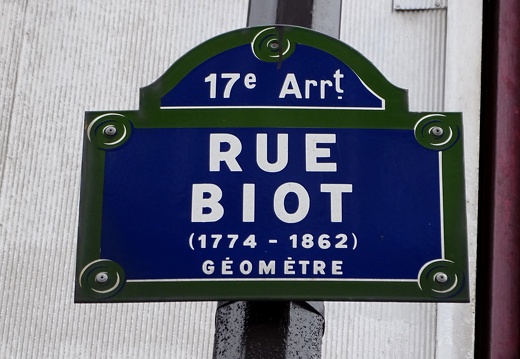 17e Arrt
RUE
BIOT
(1774 - 1862)
GÉOMÈTRE